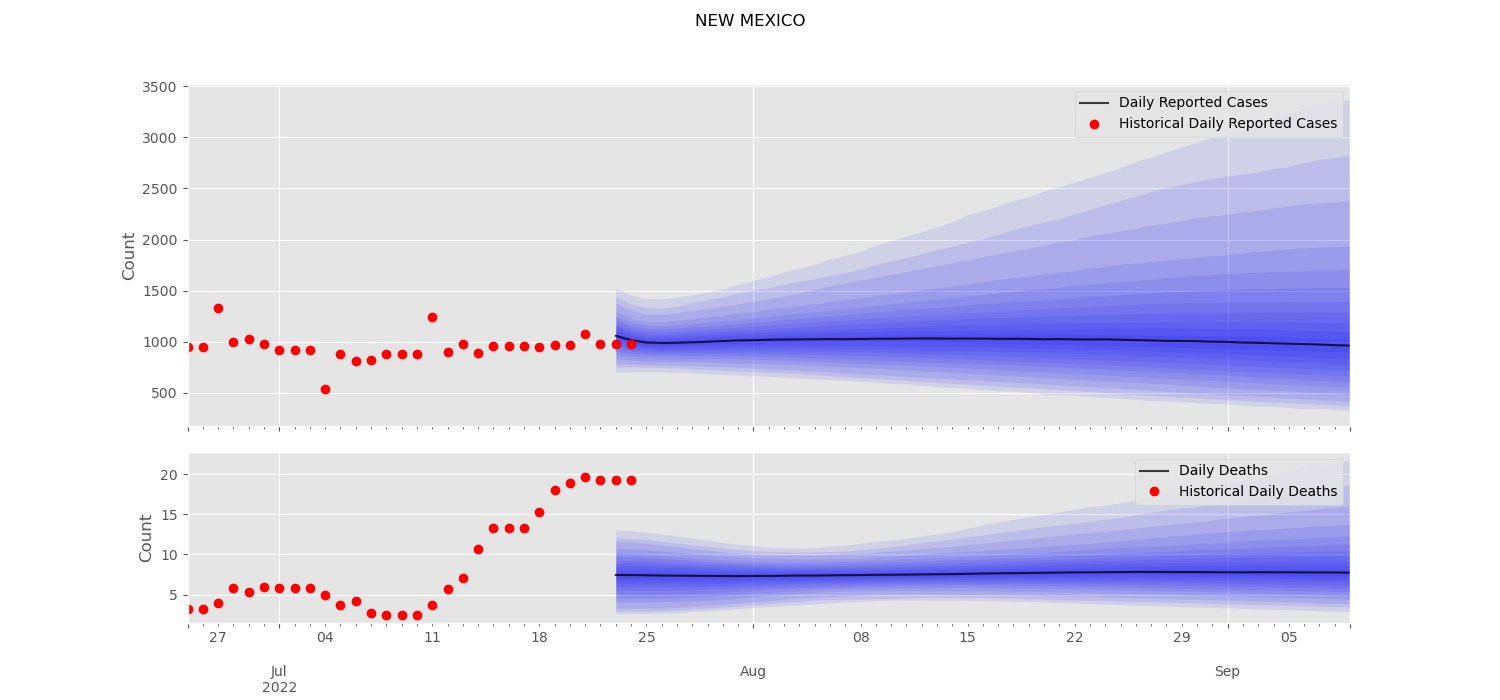 NEW MEXICO
3500
3000
2500
2000
1500
1000
500
Count
Daily Reported Cases
Historical Daily Reported Cases
20
15
10
5
Count
Daily Deaths
Historical Daily Deaths
27 04 11 18 25 08 15 22 29 05
Jul Aug Sep
2022